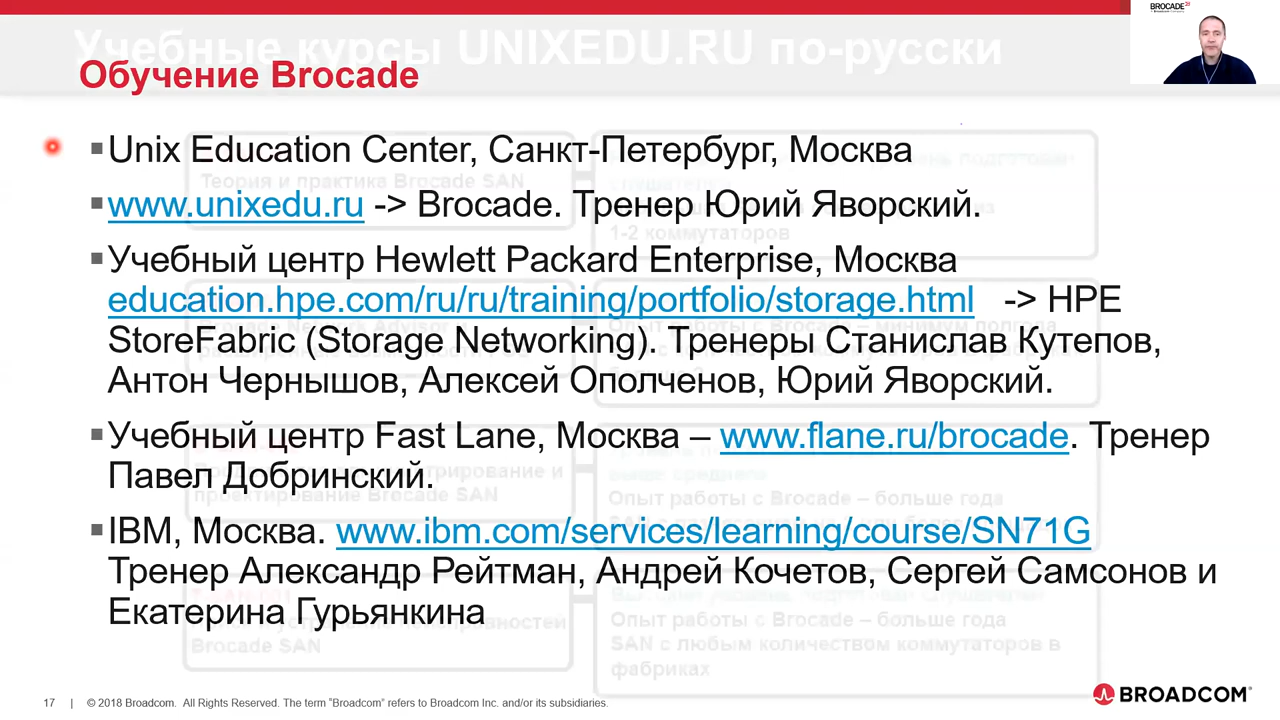 BROCADE
Учебные курсы UNIXEDU.RU по-русски
Обучение Brocade
Unix Education Center, Санкт-Петербург, Москва
Теория и практика Brocade SAN
www.unixedu.ru -> Brocade. Тренер Юрий Яворский.
1-2 коммутаторов
Учебный центр Hewlett Packard Enterprise, Москва
education.hpe.com/ru/ru/training/portfolio/storage.html -> HPE
StoreFabric (Storage Networking). Тренеры Станислав Кутепов,
Антон Чернышов, Алексей Ополченов, Юрий Яворский.
Учебный центр Fast Lane, Москва – www.flane.ru/brocade. Тренер
Павел Добринский.
проектирование Brocade SAN
Опыт работы с Brocade – больше года
IBM, Москва. www.ibm.com/services/learning/course/SN71G
Тренер Александр Рейтман, Андрей Кочетов, Сергей Самсонов и
Екатерина Гурьянкина
Brocade SAN
Опыт работы с Brocade – больше года
SAN с любым количеством коммутаторов в
фабриках
17 | © 2018 Broadcom. All Rights Reserved. The term "Broadcom" refers to Broadcom Inc. and/or its subsidiaries.
BROADCOM®